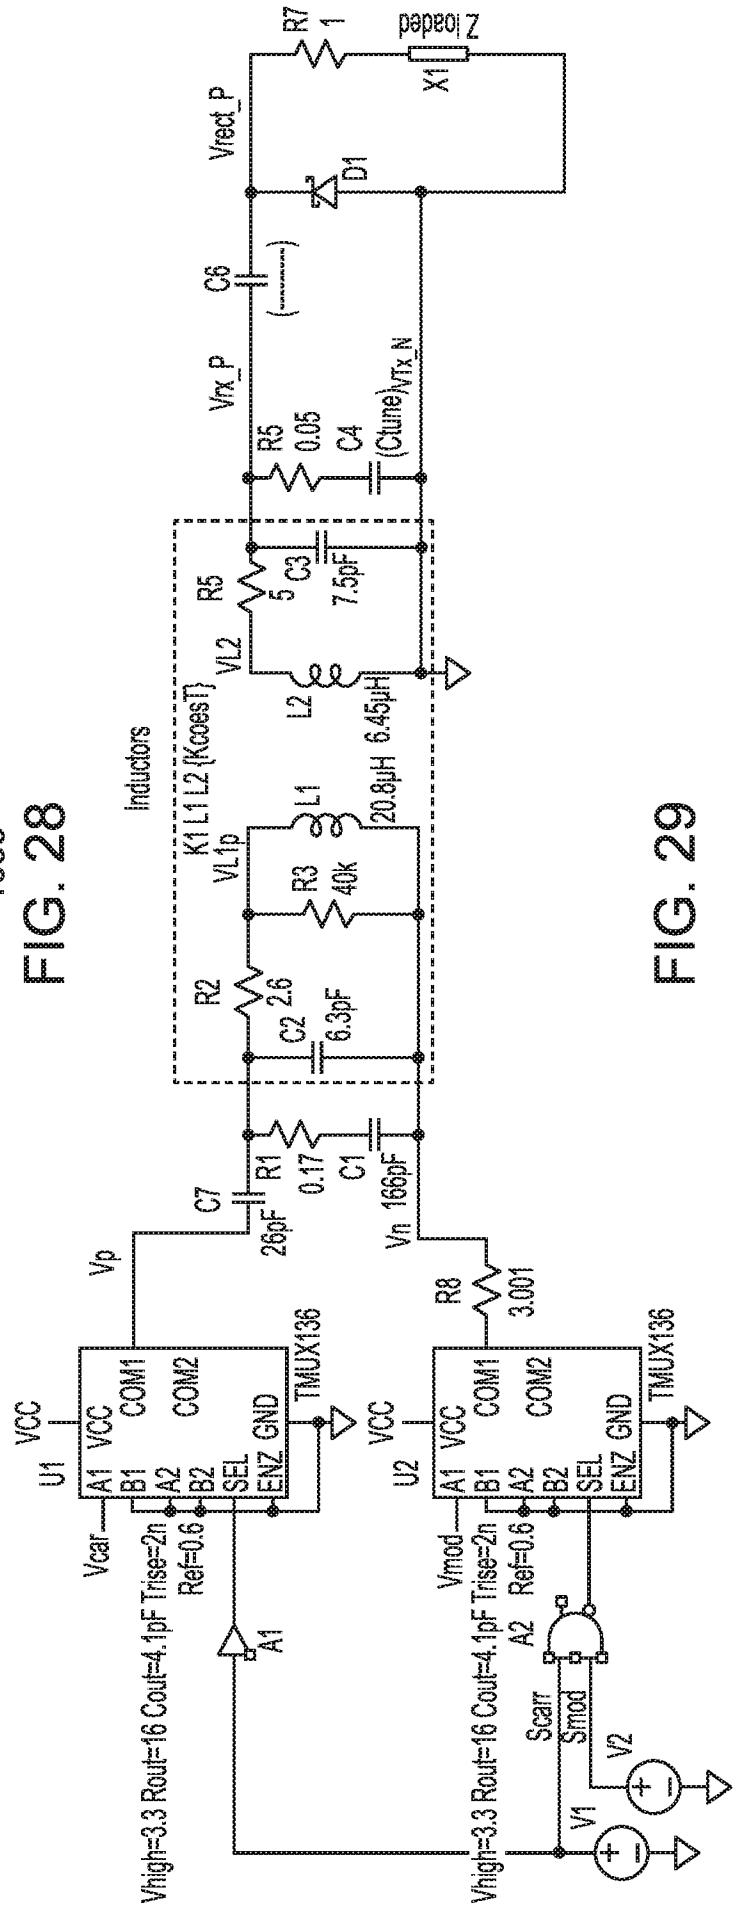 FIG. 28
VCC
U1
Vcar
A1 VCC
B1 COM1
A2 COM2
B2
SEL
ENZ GND
TMUX136
Vhigh=3.3 Rout=16 Cout=4.1pF Trise=2n
Ref=0.6
A1
Vp
C7
26pF
R1
0.17
C1
166pF
Vn
Inductors
K1 L1 L2 {KcoesT}
VL1p
R2
2.6
C2
6.3pF
R3
40k
L1
20.8µH
VL2
L2
6.45µH
R5
5
C3
7.5pF
R5
0.05
C4
(Ctune)
VTx_N
Vrx_P
C6
Vrect_P
D1
R7
1
X1
Z loaded
VCC
U2
Vmod
A1 VCC
B1 COM1
A2 COM2
B2
SEL
ENZ GND
TMUX136
R8
3.001
Vhigh=3.3 Rout=16 Cout=4.1pF Trise=2n
Ref=0.6
A2
Scarr
Smod
V1
V2
FIG. 29